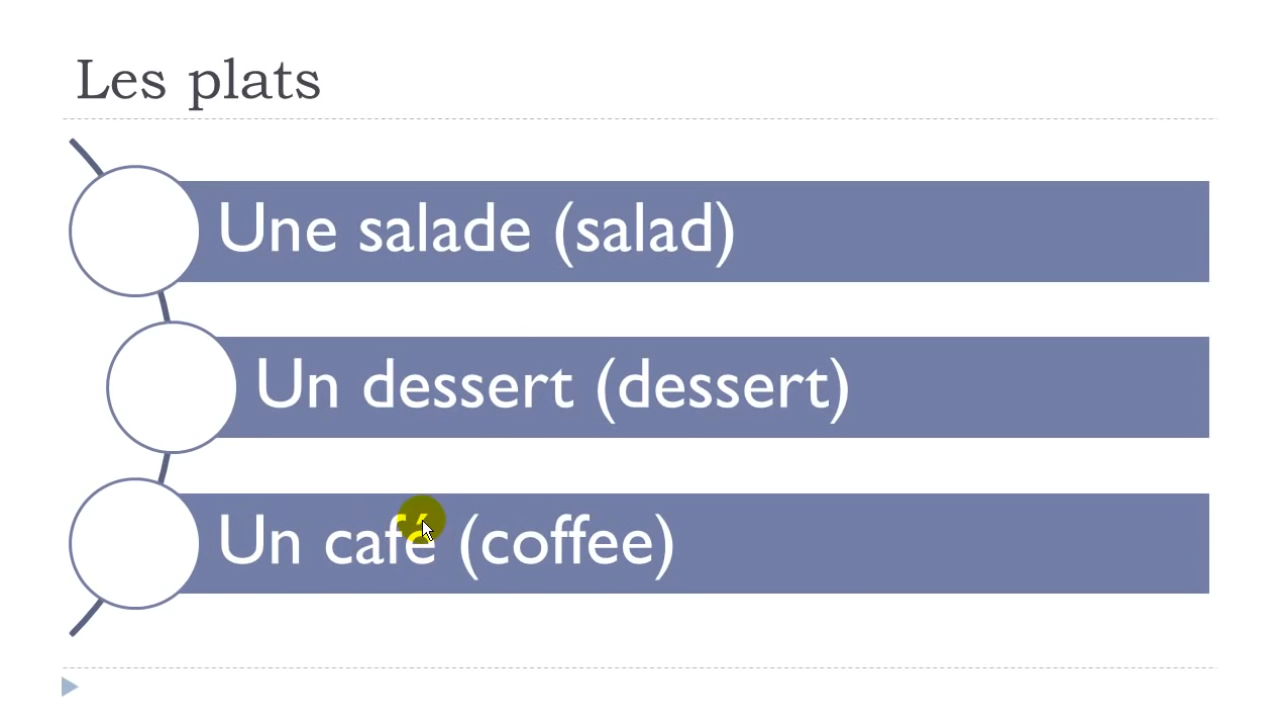 Les plats
Une salade (salad)
Un dessert (dessert)
Un café (coffee)